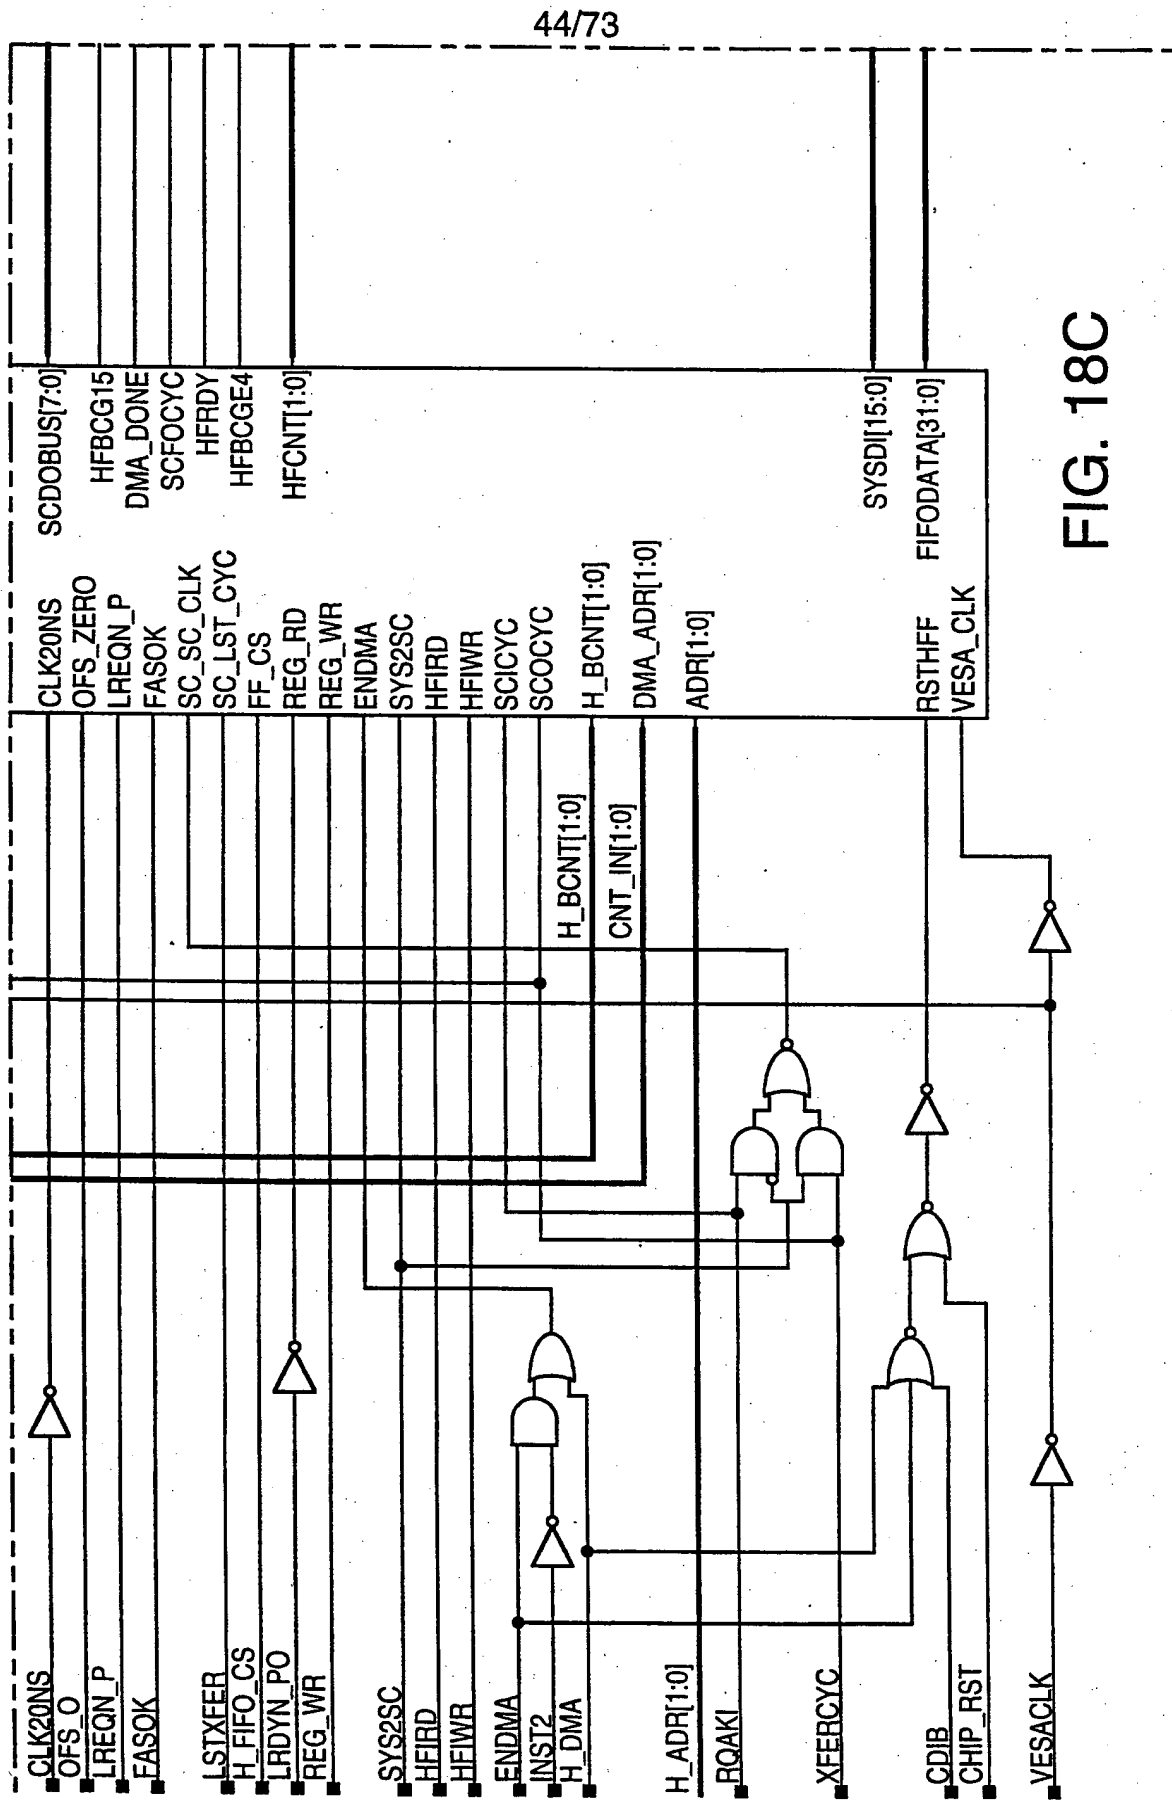 44/73
CLK20NS
OFS_O
LREQN_P
FASOK
LSTXFER
H_FIFO_CS
LRDYN_PO
REG_WR
SYS2SC
HFIRD
HFIWR
ENDMA
INST2
H_DMA
H_ADR[1:0]
RQAKI
XFERCYC
CDIB
CHIP_RST
VESACLK
H_BCNT[1:0]
CNT_IN[1:0]
CLK20NS
OFS_ZERO
LREQN_P
FASOK
SC_SC_CLK
SC_LST_CYC
FF_CS
REG_RD
REG_WR
ENDMA
SYS2SC
HFIRD
HFIWR
SCICYC
SCOCYC
H_BCNT[1:0]
DMA_ADR[1:0]
ADR[1:0]
RSTHFF
VESA_CLK
SCDOBUS[7:0]
HFBCG15
DMA_DONE
SCFOCYC
HFRDY
HFBCGE4
HFCNT[1:0]
SYSDI[15:0]
FIFODATA[31:0]
FIG. 18C